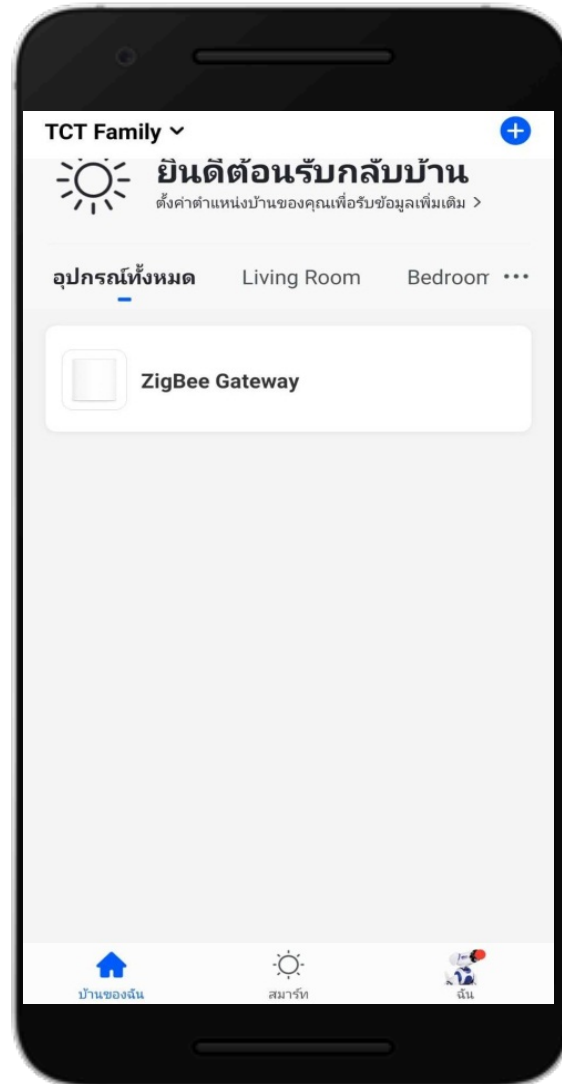 TCT Family
ยินดีต้อนรับกลับบ้าน
ตั้งค่าตำแหน่งบ้านของคุณเพื่อรับข้อมูลเพิ่มเติม >
อุปกรณ์ทั้งหมด Living Room Bedroom ...
ZigBee Gateway
บ้านของฉัน สมาร์ท ฉัน